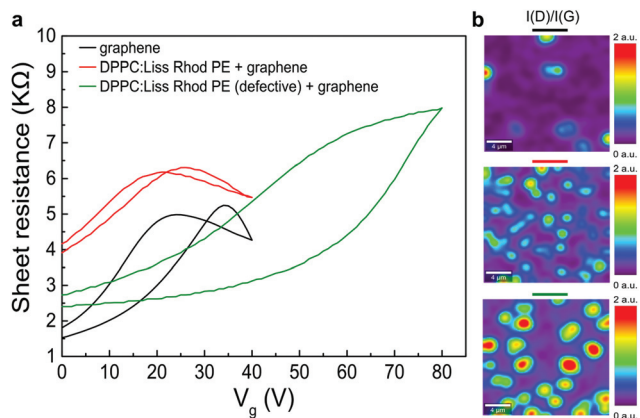 a
b
I(D)/I(G)
graphene
DPPC:Liss Rhod PE + graphene
DPPC:Liss Rhod PE (defective) + graphene
Sheet resistance (KΩ)
10
9
8
7
6
5
4
3
2
1
0
10
20
30
40
50
60
70
80
Vg (V)
2 a.u.
4 µm
0 a.u.
2 a.u.
4 µm
0 a.u.
2 a.u.
4 µm
0 a.u.